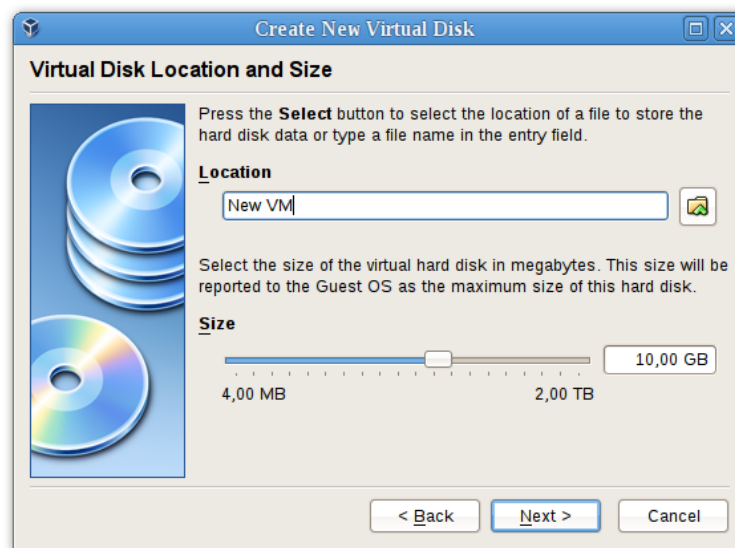 Create New Virtual Disk
Virtual Disk Location and Size
Press the Select button to select the location of a file to store the
hard disk data or type a file name in the entry field.
Location
New VM
Select the size of the virtual hard disk in megabytes. This size will be
reported to the Guest OS as the maximum size of this hard disk.
Size
10,00 GB
4,00 MB 2,00 TB
< Back Next > Cancel